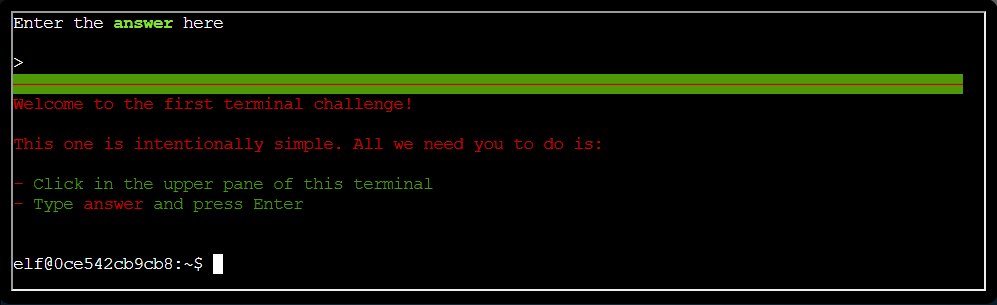 Enter the answer here
>
Welcome to the first terminal challenge!
This one is intentionally simple. All we need you to do is:
- Click in the upper pane of this terminal
- Type answer and press Enter
elf@0ce542cb9cb8:~$